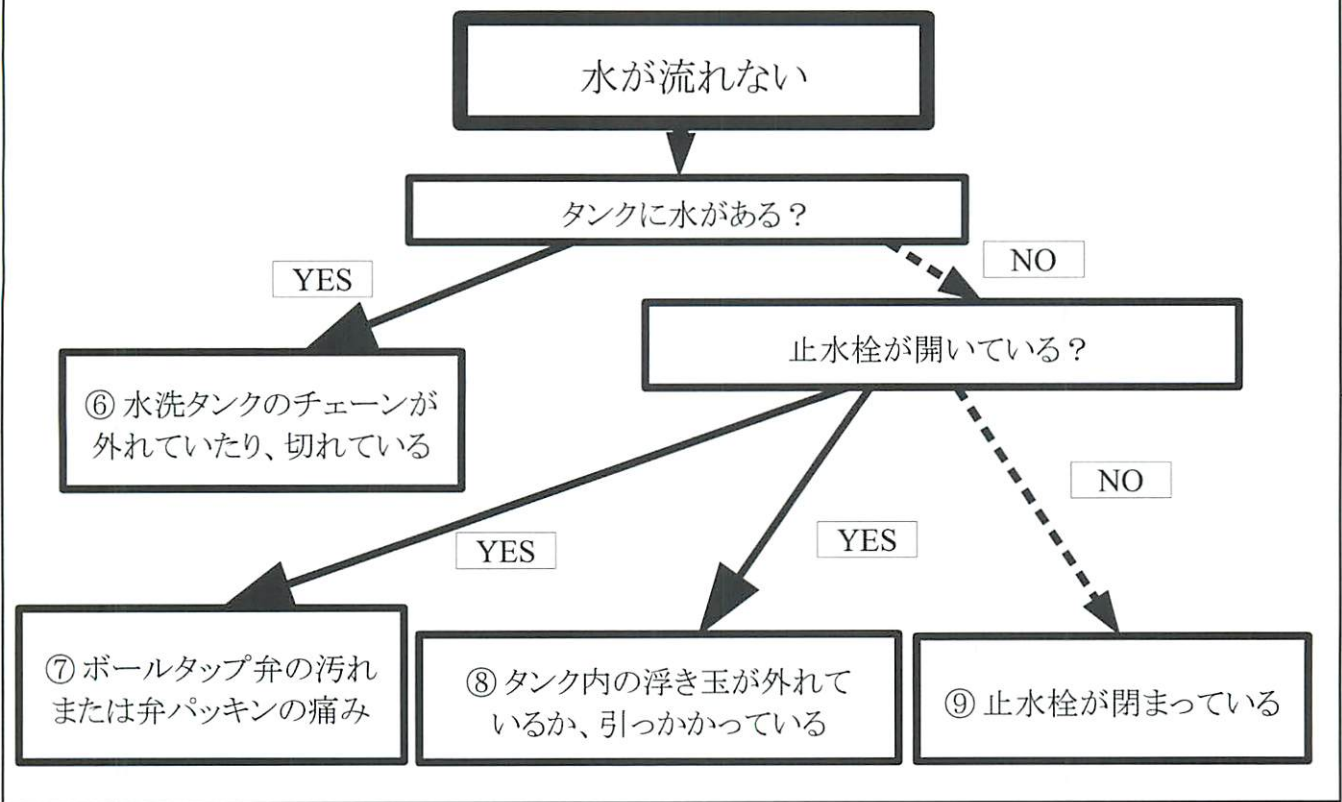 水が流れない
タンクに水がある？
YES
NO
止水栓が開いている？
⑥ 水洗タンクのチェーンが
外れていたり、切れている
NO
YES
YES
⑦ ボールタップ弁の汚れ
または弁パッキンの痛み
⑧ タンク内の浮き玉が外れて
いるか、引っかかっている
⑨ 止水栓が閉まっている